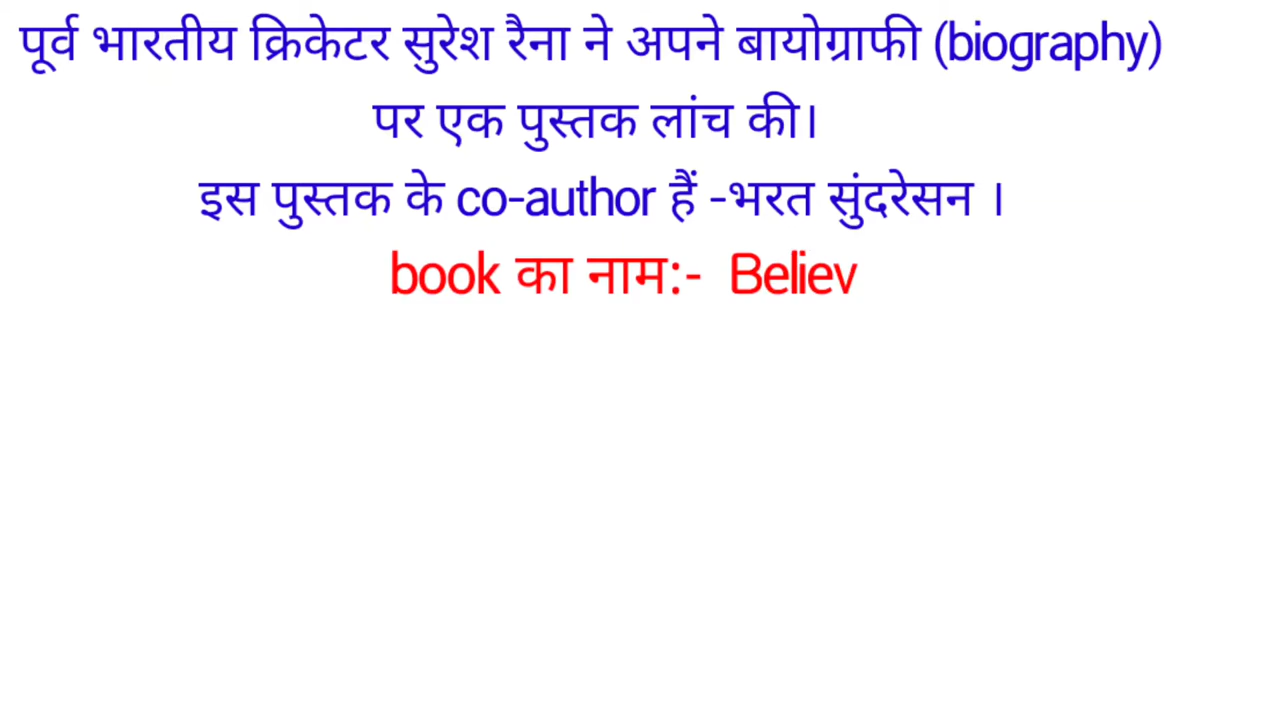 पूर्व भारतीय क्रिकेटर सुरेश रैना ने अपने बायोग्राफी (biography)
पर एक पुस्तक लांच की।
इस पुस्तक के co-author हैं -भरत सुंदरेसन ।
book का नाम:- Believ